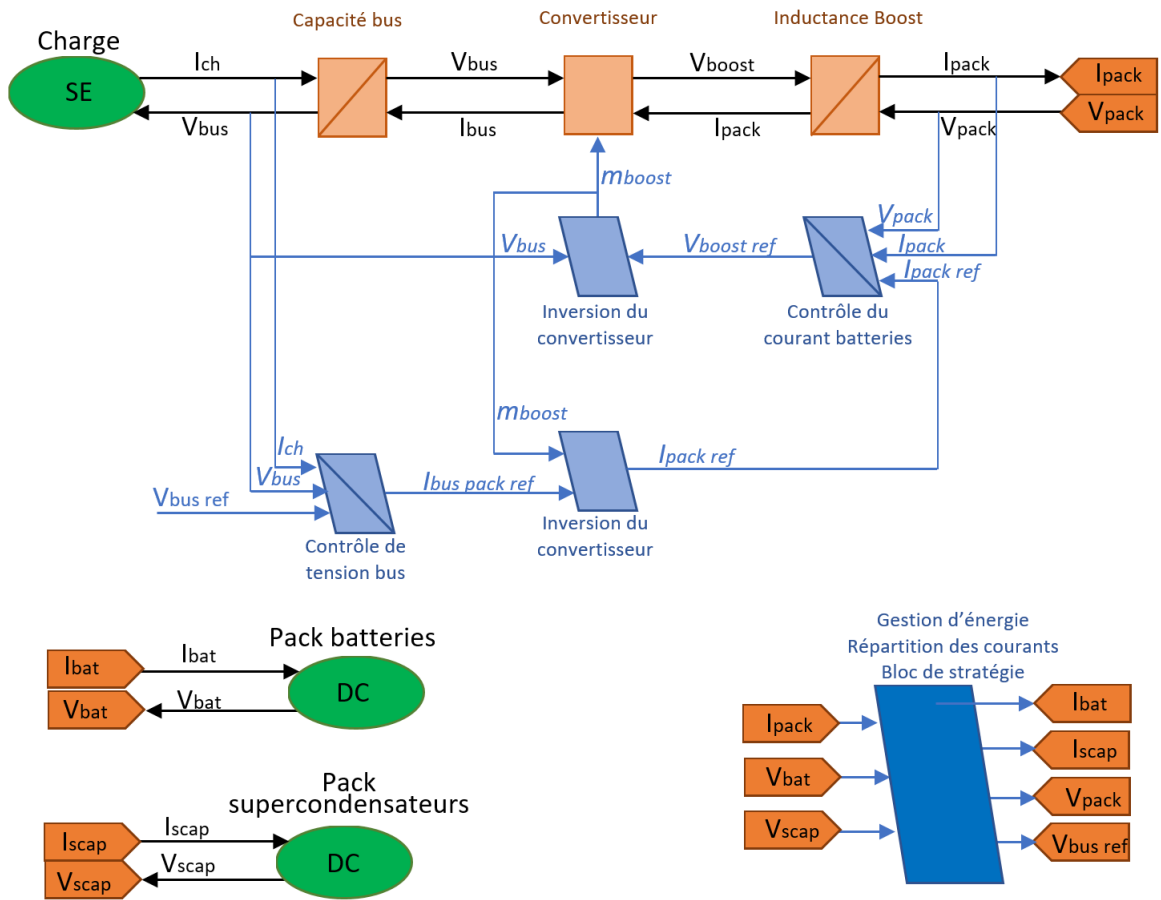 Capacité bus
Convertisseur
Inductance Boost
Charge
SE
Ich
Vbus
Vboost
Ipack
Ipack
Vbus
Ibus
Ipack
Vpack
Vpack
mboost
Vpack
Vbus
Vboost ref
Ipack
Ipack ref
Inversion du
convertisseur
Contrôle du
courant batteries
mboost
Ich
Vbus
Ibus pack ref
Ipack ref
Vbus ref
Inversion du
convertisseur
Contrôle de
tension bus
Pack batteries
Ibat
Ibat
DC
Vbat
Vbat
Pack
supercondensateurs
Iscap
Iscap
DC
Vscap
Vscap
Gestion d’énergie
Répartition des courants
Bloc de stratégie
Ipack
Vbat
Vscap
Ibat
Iscap
Vpack
Vbus ref